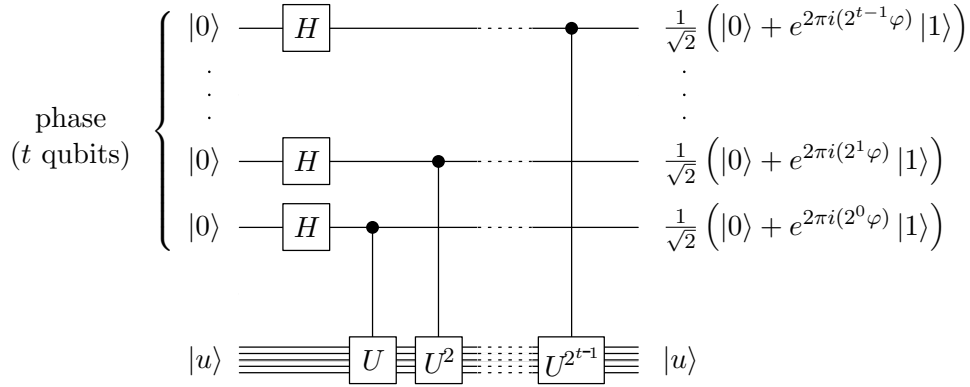 |0⟩ H 1/√2 (|0⟩ + e^{2πi(2^{t−1}φ)} |1⟩)
phase
(t qubits)
|0⟩ H 1/√2 (|0⟩ + e^{2πi(2^1φ)} |1⟩)
|0⟩ H 1/√2 (|0⟩ + e^{2πi(2^0φ)} |1⟩)
|u⟩ U U^2 U^{2^{t-1}} |u⟩